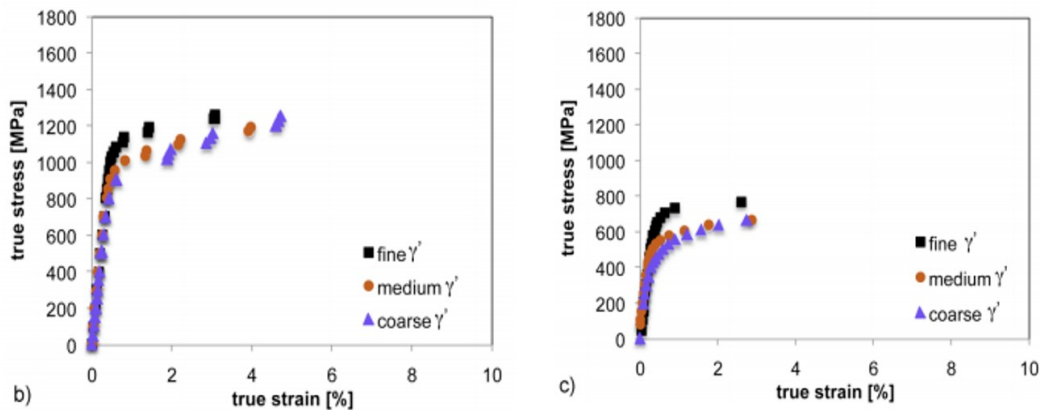 1800
1600
1400
1200
1000
800
600
400
200
0
true stress [MPa]
fine γ'
medium γ'
coarse γ'
0 2 4 6 8 10
true strain [%]
b)
1800
1600
1400
1200
1000
800
600
400
200
0
true stress [MPa]
fine γ'
medium γ'
coarse γ'
0 2 4 6 8 10
true strain [%]
c)